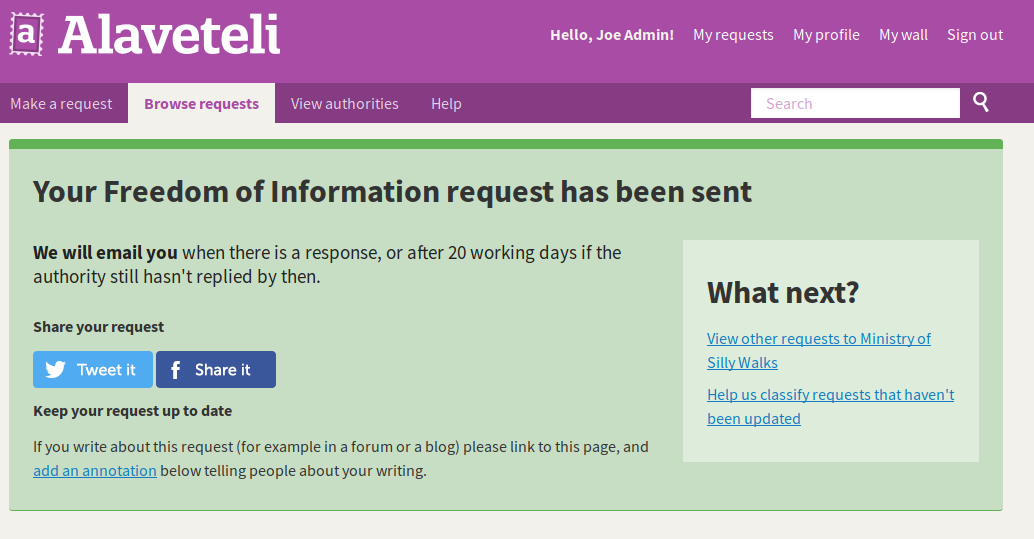 a Alaveteli
Hello, Joe Admin! My requests My profile My wall Sign out
Make a request Browse requests View authorities Help Search
Your Freedom of Information request has been sent
We will email you when there is a response, or after 20 working days if the
authority still hasn't replied by then.
Share your request
Tweet it Share it
Keep your request up to date
If you write about this request (for example in a forum or a blog) please link to this page, and
add an annotation below telling people about your writing.
What next?
View other requests to Ministry of
Silly Walks
Help us classify requests that haven't
been updated